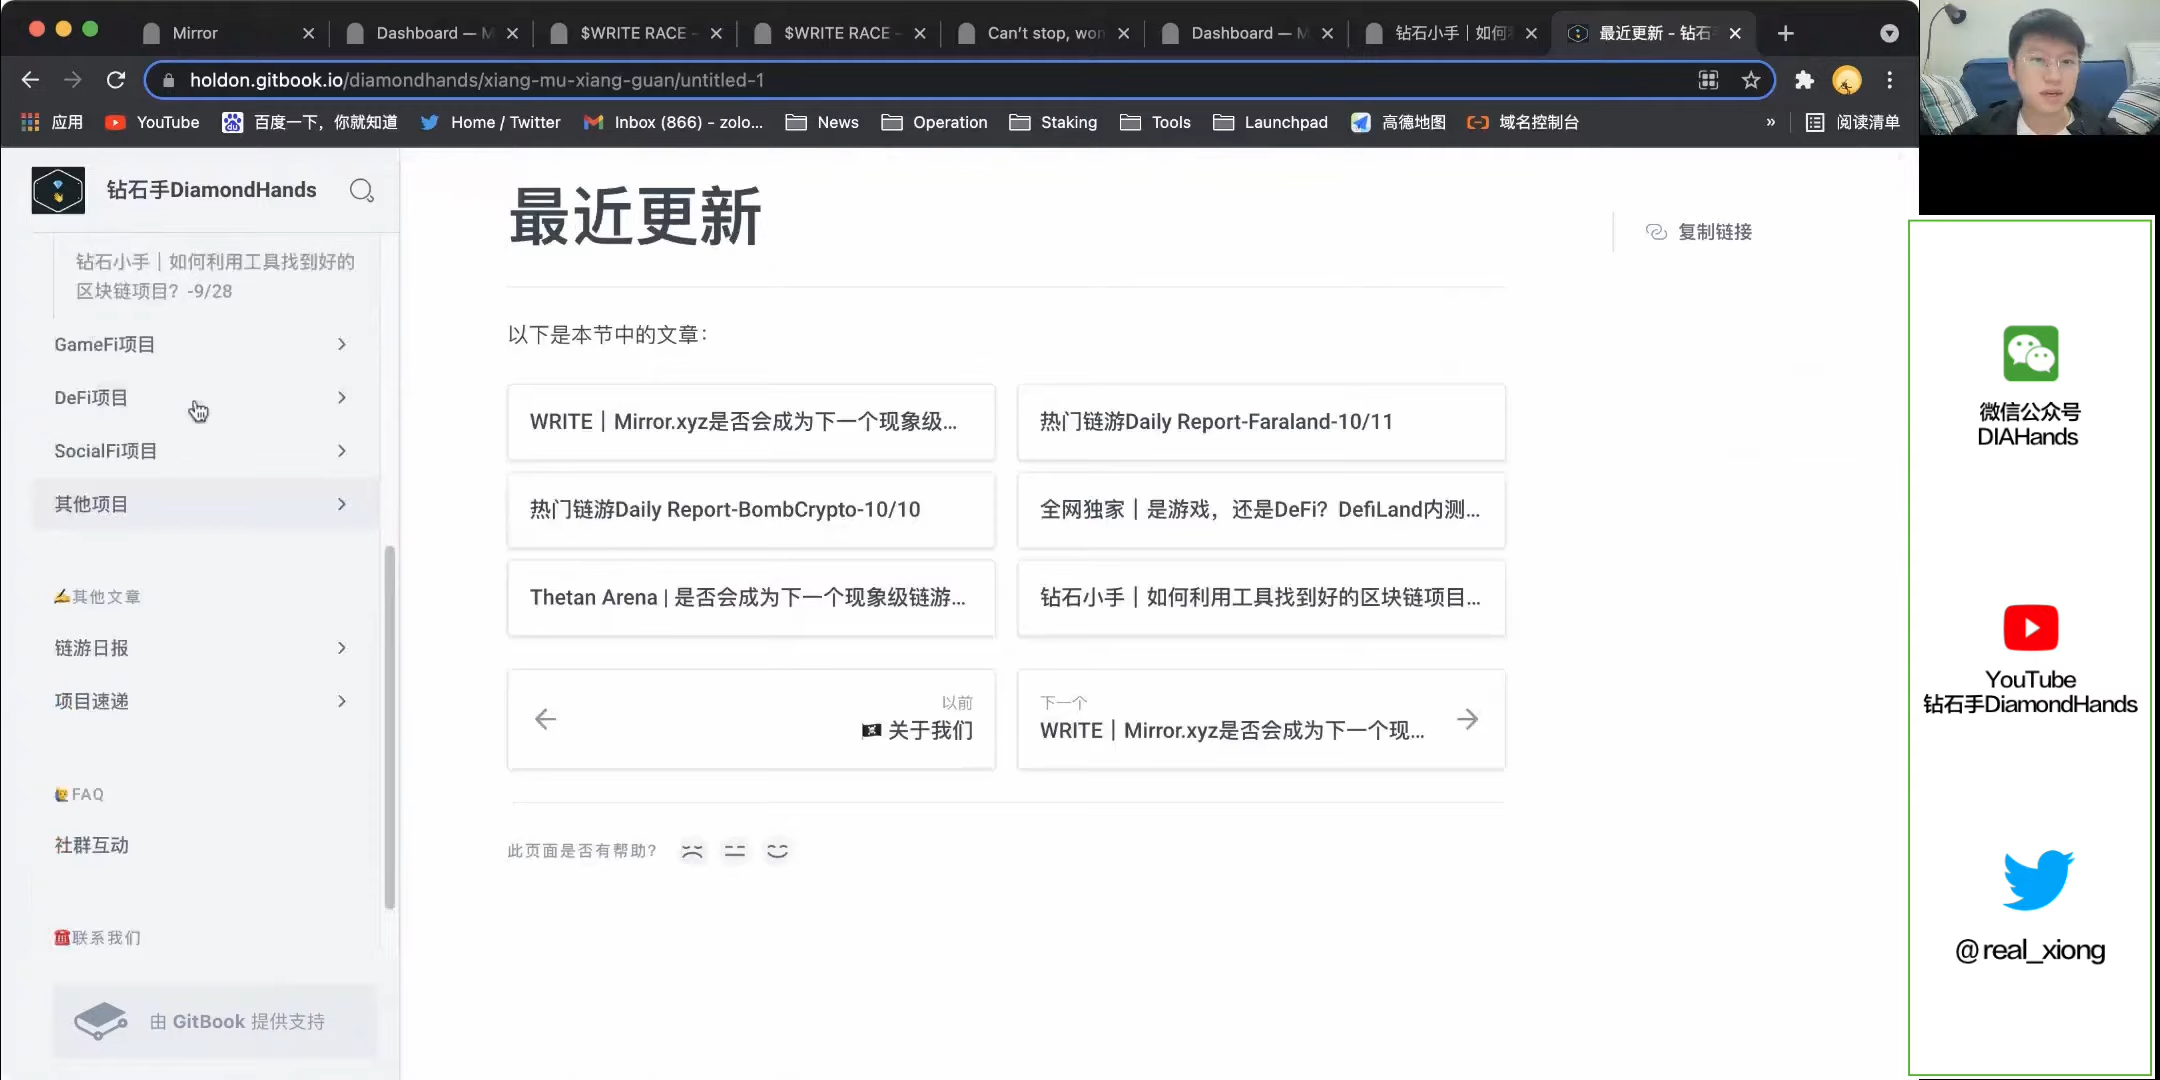 Mirror
Dashboard — M
$WRITE RACE -
$WRITE RACE -
Can't stop, won
Dashboard — M
钻石小手｜如何
最近更新 - 钻石
holdon.gitbook.io/diamondhands/xiang-mu-xiang-guan/untitled-1
应用
YouTube
百度一下，你就知道
Home / Twitter
Inbox (866) - zolo...
News
Operation
Staking
Tools
Launchpad
高德地图
域名控制台
»
阅读清单
钻石手DiamondHands
钻石小手｜如何利用工具找到好的
区块链项目？-9/28
GameFi项目
DeFi项目
SocialFi项目
其他项目
其他文章
链游日报
项目速递
FAQ
社群互动
联系我们
由 GitBook 提供支持
最近更新
复制链接
以下是本节中的文章：
WRITE｜Mirror.xyz是否会成为下一个现象级...
热门链游Daily Report-Faraland-10/11
热门链游Daily Report-BombCrypto-10/10
全网独家｜是游戏，还是DeFi？DefiLand内测...
Thetan Arena | 是否会成为下一个现象级链游...
钻石小手｜如何利用工具找到好的区块链项目...
以前
关于我们
下一个
WRITE｜Mirror.xyz是否会成为下一个现...
此页面是否有帮助？
微信公众号
DIAHands
YouTube
钻石手DiamondHands
@real_xiong